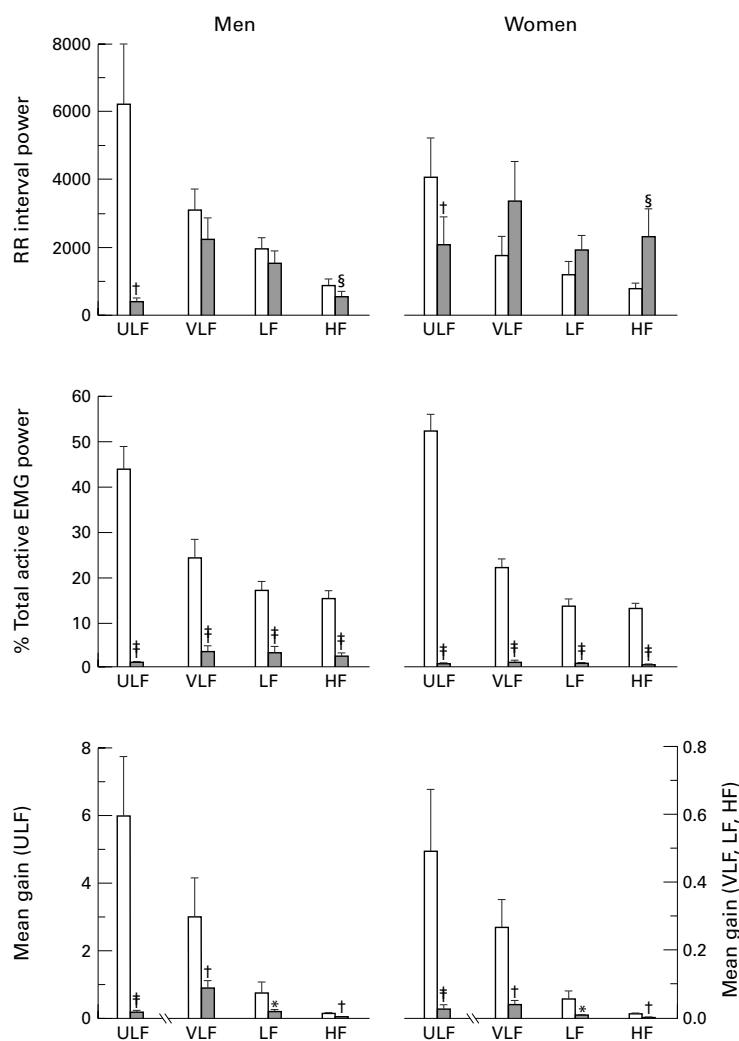 Men
Women
RR interval power
8000
6000
4000
2000
0
†
§
ULF VLF LF HF
†
§
ULF VLF LF HF
% Total active EMG power
60
50
40
30
20
10
0
‡ ‡ ‡ ‡
ULF VLF LF HF
‡ ‡ ‡ ‡
ULF VLF LF HF
Mean gain (ULF)
8
6
4
2
0
‡ † * †
ULF VLF LF HF
‡ † * †
ULF VLF LF HF
0.8
0.6
0.4
0.2
0.0
Mean gain (VLF, LF, HF)